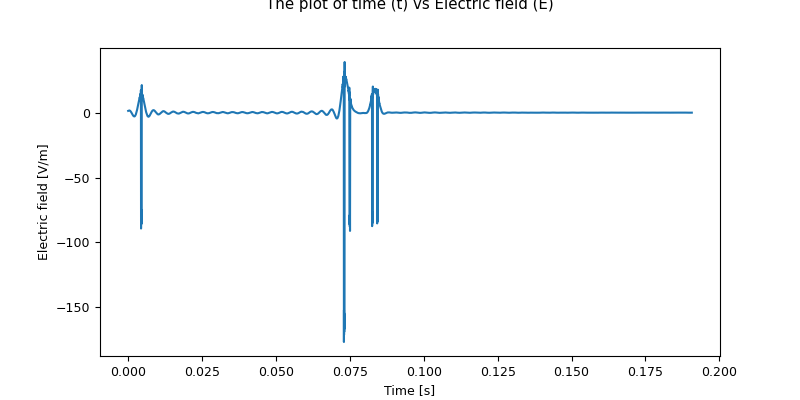 The plot of time (t) vs Electric field (E)
Electric field [V/m]
0
−50
−100
−150
0.000 0.025 0.050 0.075 0.100 0.125 0.150 0.175 0.200
Time [s]